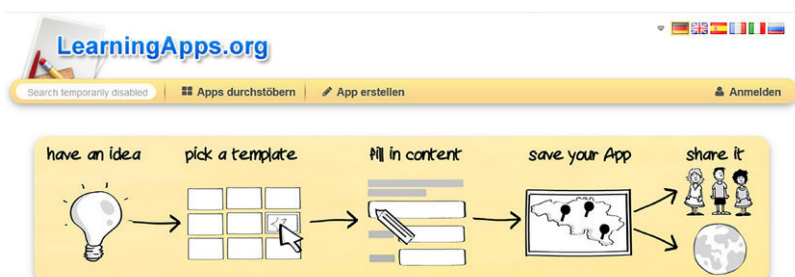 LearningApps.org
Search temporarily disabled Apps durchstöbern App erstellen Anmelden
have an idea pick a template fill in content save your App share it